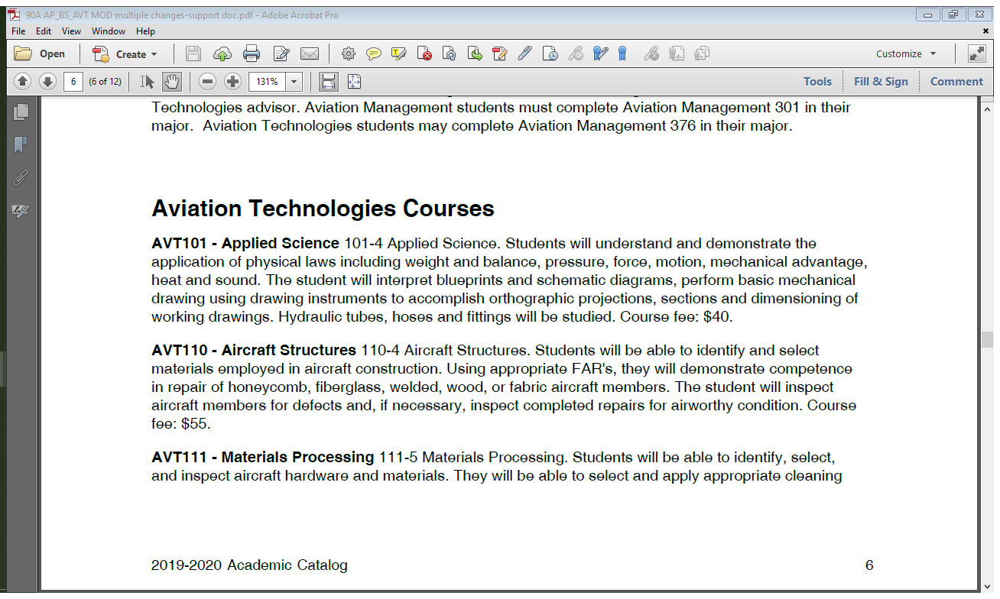 90A AP_BS_AVT MOD multiple changes-support doc.pdf - Adobe Acrobat Pro
File Edit View Window Help
Open Create Customize
6 (6 of 12) 131% Tools Fill & Sign Comment
Technologies advisor. Aviation Management students must complete Aviation Management 301 in their
major.  Aviation Technologies students may complete Aviation Management 376 in their major.
Aviation Technologies Courses
AVT101 - Applied Science 101-4 Applied Science. Students will understand and demonstrate the
application of physical laws including weight and balance, pressure, force, motion, mechanical advantage,
heat and sound. The student will interpret blueprints and schematic diagrams, perform basic mechanical
drawing using drawing instruments to accomplish orthographic projections, sections and dimensioning of
working drawings. Hydraulic tubes, hoses and fittings will be studied. Course fee: $40.
AVT110 - Aircraft Structures 110-4 Aircraft Structures. Students will be able to identify and select
materials employed in aircraft construction. Using appropriate FAR's, they will demonstrate competence
in repair of honeycomb, fiberglass, welded, wood, or fabric aircraft members. The student will inspect
aircraft members for defects and, if necessary, inspect completed repairs for airworthy condition. Course
fee: $55.
AVT111 - Materials Processing 111-5 Materials Processing. Students will be able to identify, select,
and inspect aircraft hardware and materials. They will be able to select and apply appropriate cleaning
2019-2020 Academic Catalog 6